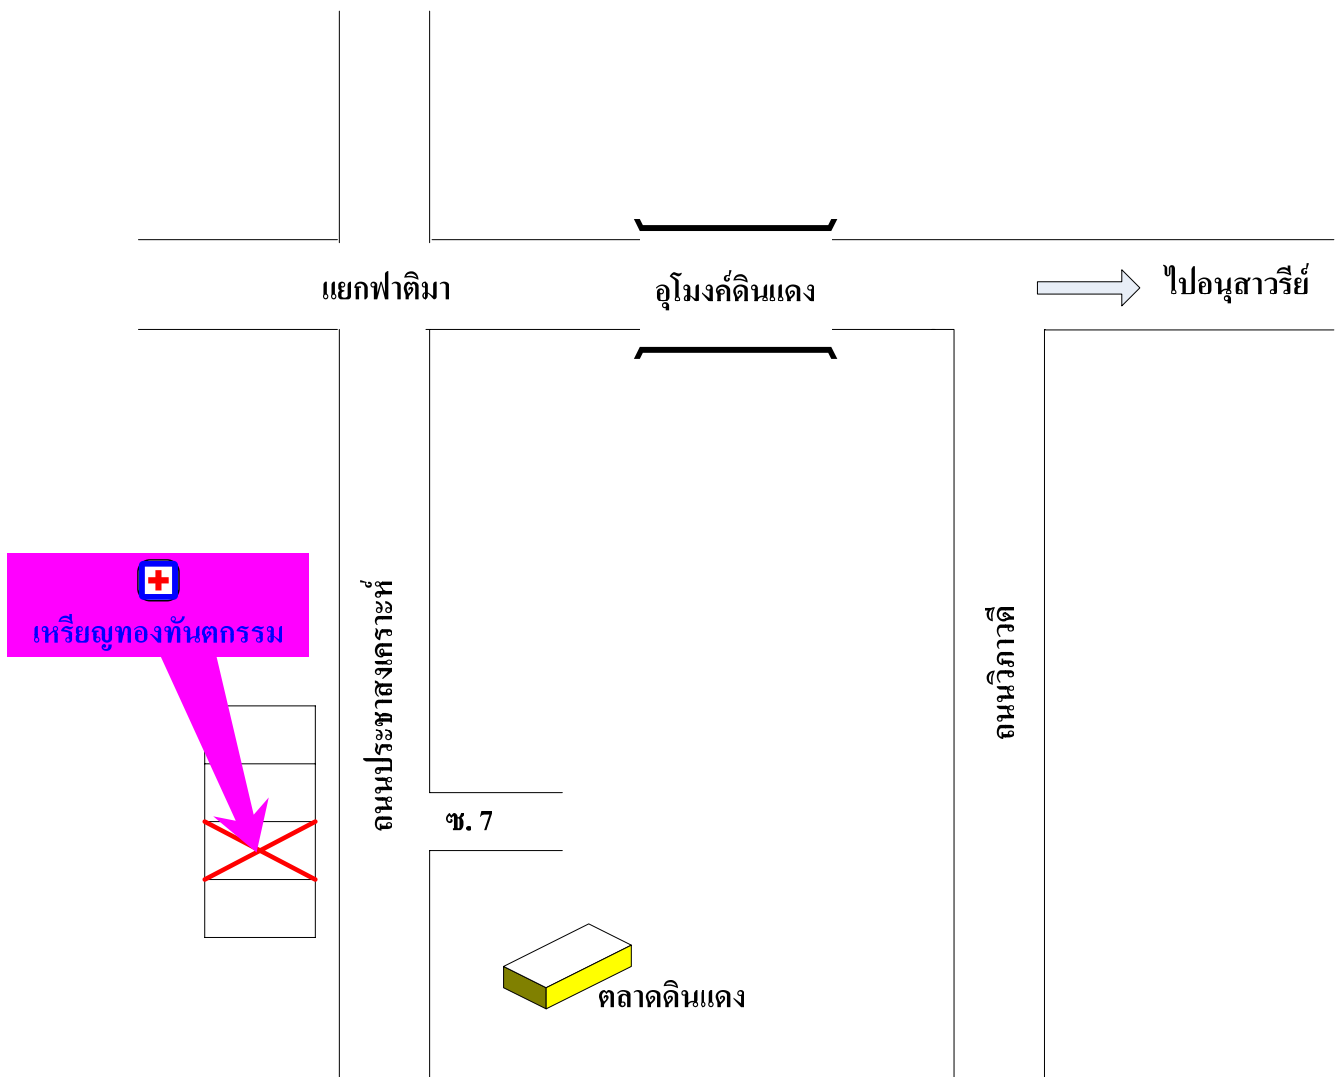 แยกฟาติมา
อุโมงค์ดินแดง
ไปอนุสาวรีย์
เหรียญทองทันตกรรม
ถนนประชาสงเคราะห์
ถนนวิภาวดี
ซ. 7
ตลาดดินแดง